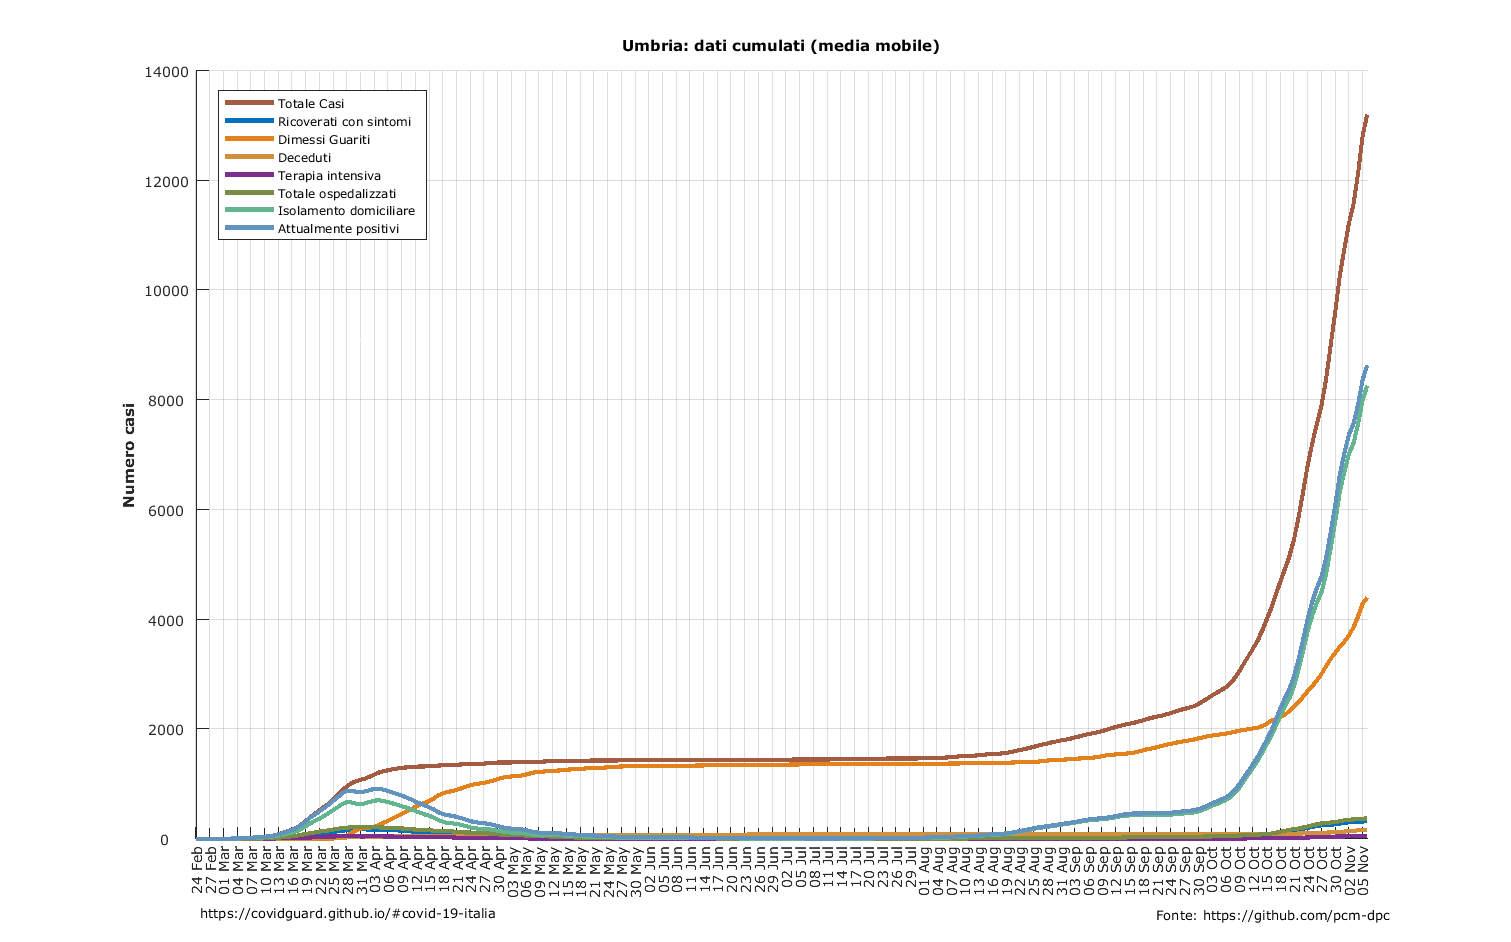 Umbria: dati cumulati (media mobile)
14000
12000
10000
8000
6000
4000
2000
0
Numero casi
Totale Casi
Ricoverati con sintomi
Dimessi Guariti
Deceduti
Terapia intensiva
Totale ospedalizzati
Isolamento domiciliare
Attualmente positivi
24 Feb
27 Feb
01 Mar
04 Mar
07 Mar
10 Mar
13 Mar
16 Mar
19 Mar
22 Mar
25 Mar
28 Mar
31 Mar
03 Apr
06 Apr
09 Apr
12 Apr
15 Apr
18 Apr
21 Apr
24 Apr
27 Apr
30 Apr
03 May
06 May
09 May
12 May
15 May
18 May
21 May
24 May
27 May
30 May
02 Jun
05 Jun
08 Jun
11 Jun
14 Jun
17 Jun
20 Jun
23 Jun
26 Jun
29 Jun
02 Jul
05 Jul
08 Jul
11 Jul
14 Jul
17 Jul
20 Jul
23 Jul
26 Jul
29 Jul
01 Aug
04 Aug
07 Aug
10 Aug
13 Aug
16 Aug
19 Aug
22 Aug
25 Aug
28 Aug
31 Aug
03 Sep
06 Sep
09 Sep
12 Sep
15 Sep
18 Sep
21 Sep
24 Sep
27 Sep
30 Sep
03 Oct
06 Oct
09 Oct
12 Oct
15 Oct
18 Oct
21 Oct
24 Oct
27 Oct
30 Oct
02 Nov
05 Nov
https://covidguard.github.io/#covid-19-italia
Fonte: https://github.com/pcm-dpc